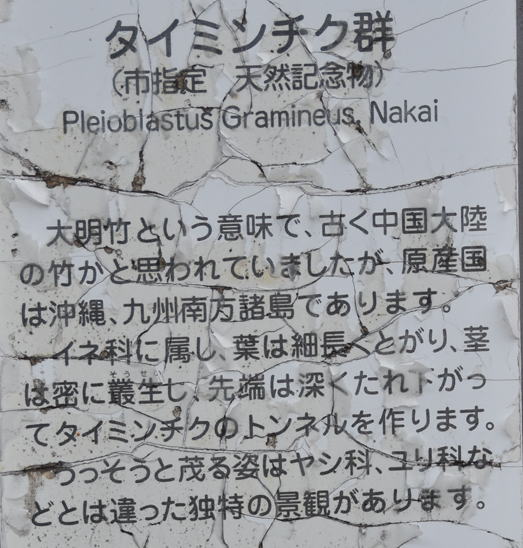 タイミンチク群
(市指定 天然記念物)
Pleioblastus Gramineus, Nakai
大明竹という意味で、古く中国大陸
の竹かと思われていましたが、原産国
は沖縄、九州南方諸島であります。
イネ科に属し、葉は細長くとがり、茎
は密に叢生し、先端は深くたれ下がっ
てタイミンチクのトンネルを作ります。
うっそうと茂る姿はヤシ科、ユリ科な
どとは違った独特の景観があります。